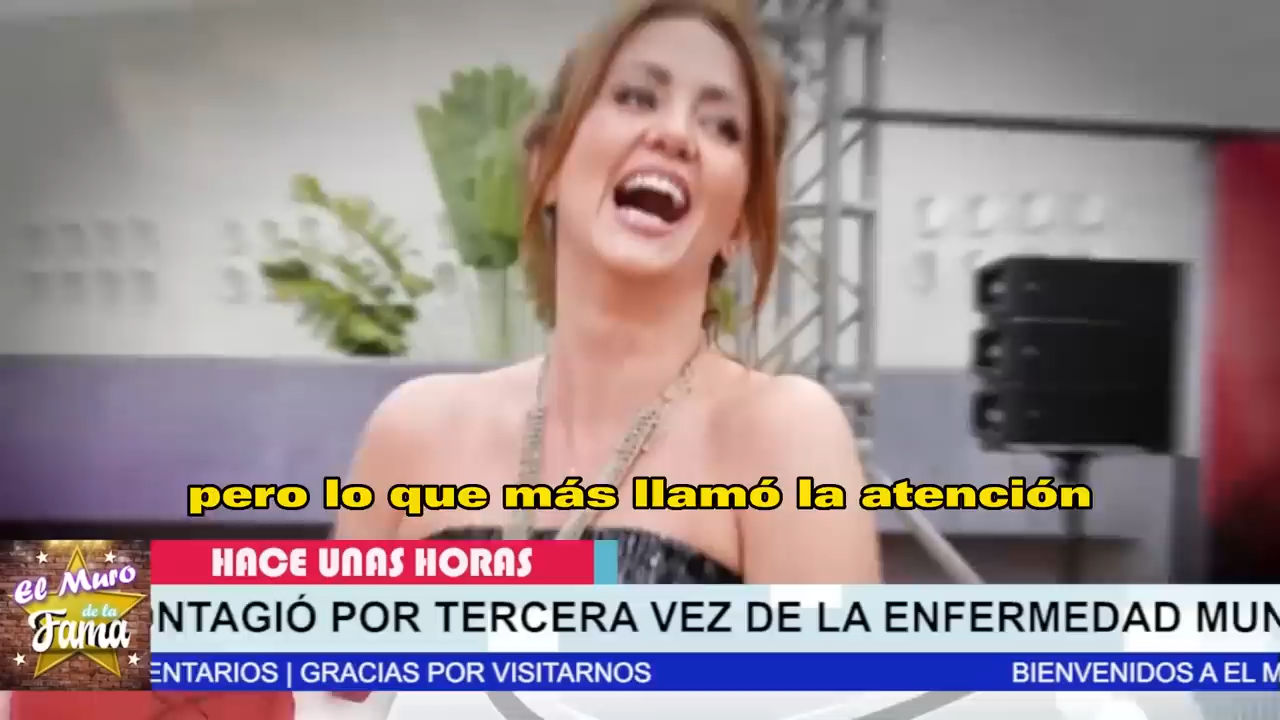 pero lo que más llamó la atención
HACE UNAS HORAS
El Muro
de la
Fama
ONTAGIÓ POR TERCERA VEZ DE LA ENFERMEDAD MUN
ENTARIOS | GRACIAS POR VISITARNOS
BIENVENIDOS A EL M